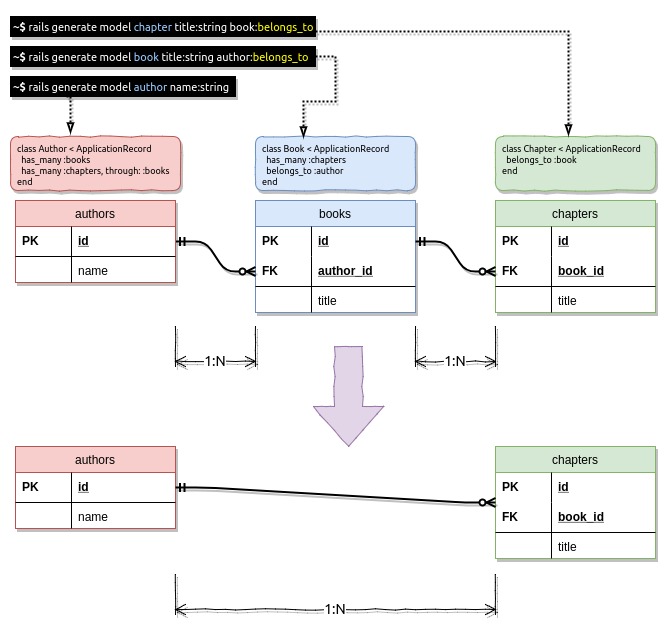 ~$ rails generate model chapter title:string book:belongs_to
~$ rails generate model book title:string author:belongs_to
~$ rails generate model author name:string
class Author < ApplicationRecord
has_many :books
has_many :chapters, through: :books
end
class Book < ApplicationRecord
has_many :chapters
belongs_to :author
end
class Chapter < ApplicationRecord
belongs_to :book
end
authors
PK id
name
books
PK id
FK author_id
title
chapters
PK id
FK book_id
title
1:N
1:N
authors
PK id
name
chapters
PK id
FK book_id
title
1:N